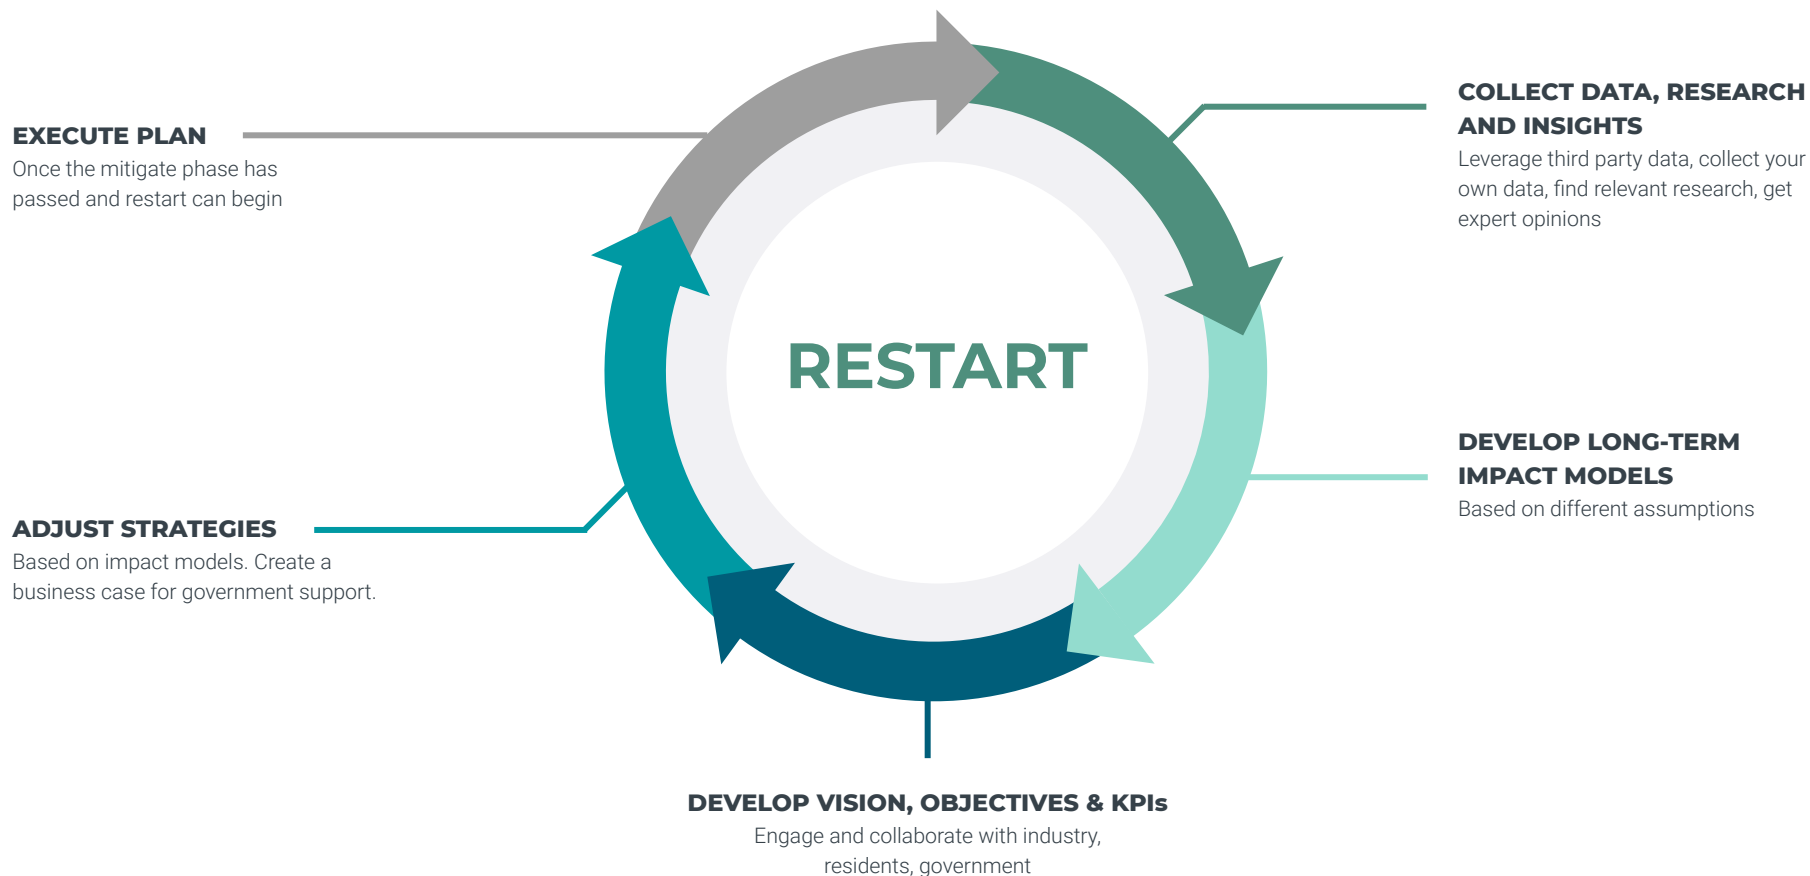 EXECUTE PLAN
Once the mitigate phase has
passed and restart can begin
COLLECT DATA, RESEARCH
AND INSIGHTS
Leverage third party data, collect your
own data, find relevant research, get
expert opinions
RESTART
DEVELOP LONG-TERM
IMPACT MODELS
Based on different assumptions
ADJUST STRATEGIES
Based on impact models. Create a
business case for government support.
DEVELOP VISION, OBJECTIVES & KPIs
Engage and collaborate with industry,
residents, government